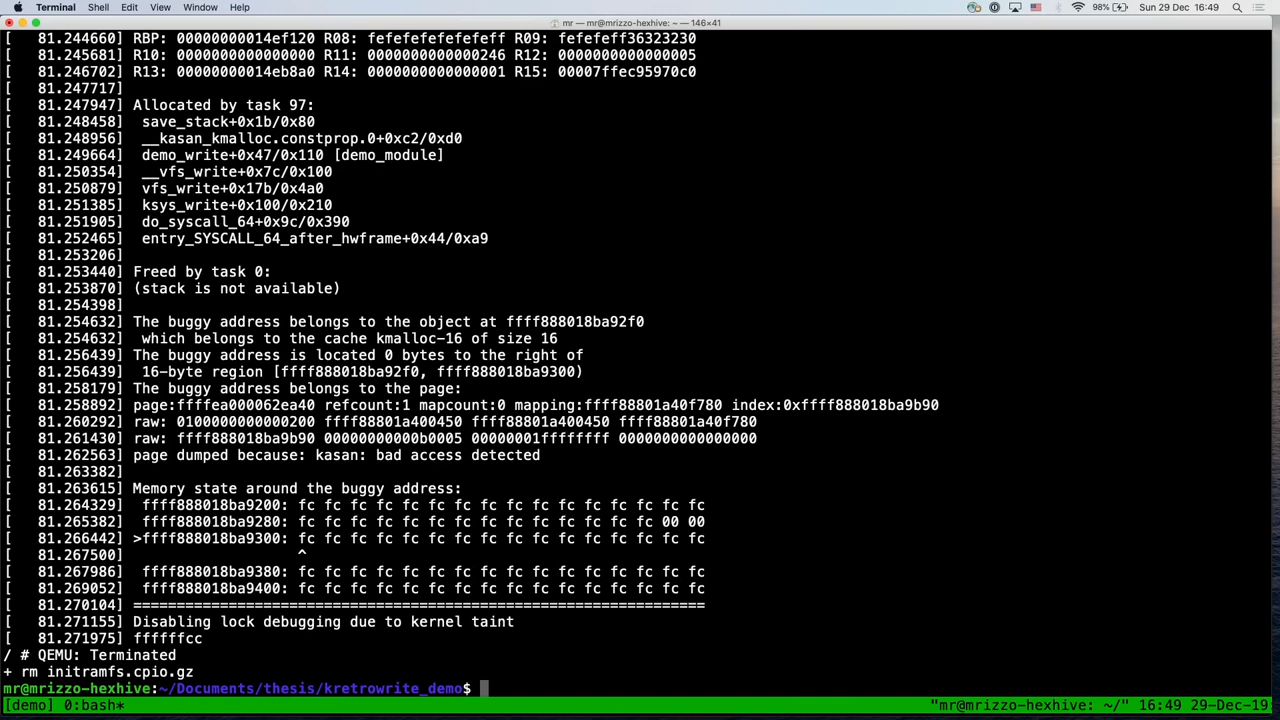 Terminal Shell Edit View Window Help 98% Sun 29 Dec 16:49
mr — mr@mrizzo-hexhive: ~ — 146×41
[   81.244660] RBP: 00000000014ef120 R08: fefefefefefefeff R09: fefefeff36323230
[   81.245681] R10: 0000000000000000 R11: 0000000000000246 R12: 0000000000000005
[   81.246702] R13: 00000000014eb8a0 R14: 0000000000000001 R15: 00007ffec95970c0
[   81.247717]
[   81.247947] Allocated by task 97:
[   81.248458]  save_stack+0x1b/0x80
[   81.248956]  __kasan_kmalloc.constprop.0+0xc2/0xd0
[   81.249664]  demo_write+0x47/0x110 [demo_module]
[   81.250354]  __vfs_write+0x7c/0x100
[   81.250879]  vfs_write+0x17b/0x4a0
[   81.251385]  ksys_write+0x100/0x210
[   81.251905]  do_syscall_64+0x9c/0x390
[   81.252465]  entry_SYSCALL_64_after_hwframe+0x44/0xa9
[   81.253206]
[   81.253440] Freed by task 0:
[   81.253870] (stack is not available)
[   81.254398]
[   81.254632] The buggy address belongs to the object at ffff888018ba92f0
[   81.254632]  which belongs to the cache kmalloc-16 of size 16
[   81.256439] The buggy address is located 0 bytes to the right of
[   81.256439]  16-byte region [ffff888018ba92f0, ffff888018ba9300)
[   81.258179] The buggy address belongs to the page:
[   81.258892] page:ffffea000062ea40 refcount:1 mapcount:0 mapping:ffff88801a40f780 index:0xffff888018ba9b90
[   81.260292] raw: 0100000000000200 ffff88801a400450 ffff88801a400450 ffff88801a40f780
[   81.261430] raw: ffff888018ba9b90 00000000000b0005 00000001ffffffff 0000000000000000
[   81.262563] page dumped because: kasan: bad access detected
[   81.263382]
[   81.263615] Memory state around the buggy address:
[   81.264329]  ffff888018ba9200: fc fc fc fc fc fc fc fc fc fc fc fc fc fc fc fc
[   81.265382]  ffff888018ba9280: fc fc fc fc fc fc fc fc fc fc fc fc fc fc 00 00
[   81.266442] >ffff888018ba9300: fc fc fc fc fc fc fc fc fc fc fc fc fc fc fc fc
[   81.267500]                    ^
[   81.267986]  ffff888018ba9380: fc fc fc fc fc fc fc fc fc fc fc fc fc fc fc fc
[   81.269052]  ffff888018ba9400: fc fc fc fc fc fc fc fc fc fc fc fc fc fc fc fc
[   81.270104] ==================================================================
[   81.271155] Disabling lock debugging due to kernel taint
[   81.271975] ffffffcc
/ # QEMU: Terminated
+ rm initramfs.cpio.gz
mr@mrizzo-hexhive:~/Documents/thesis/kretrowrite_demo$
[demo] 0:bash* "mr@mrizzo-hexhive: ~/" 16:49 29-Dec-19